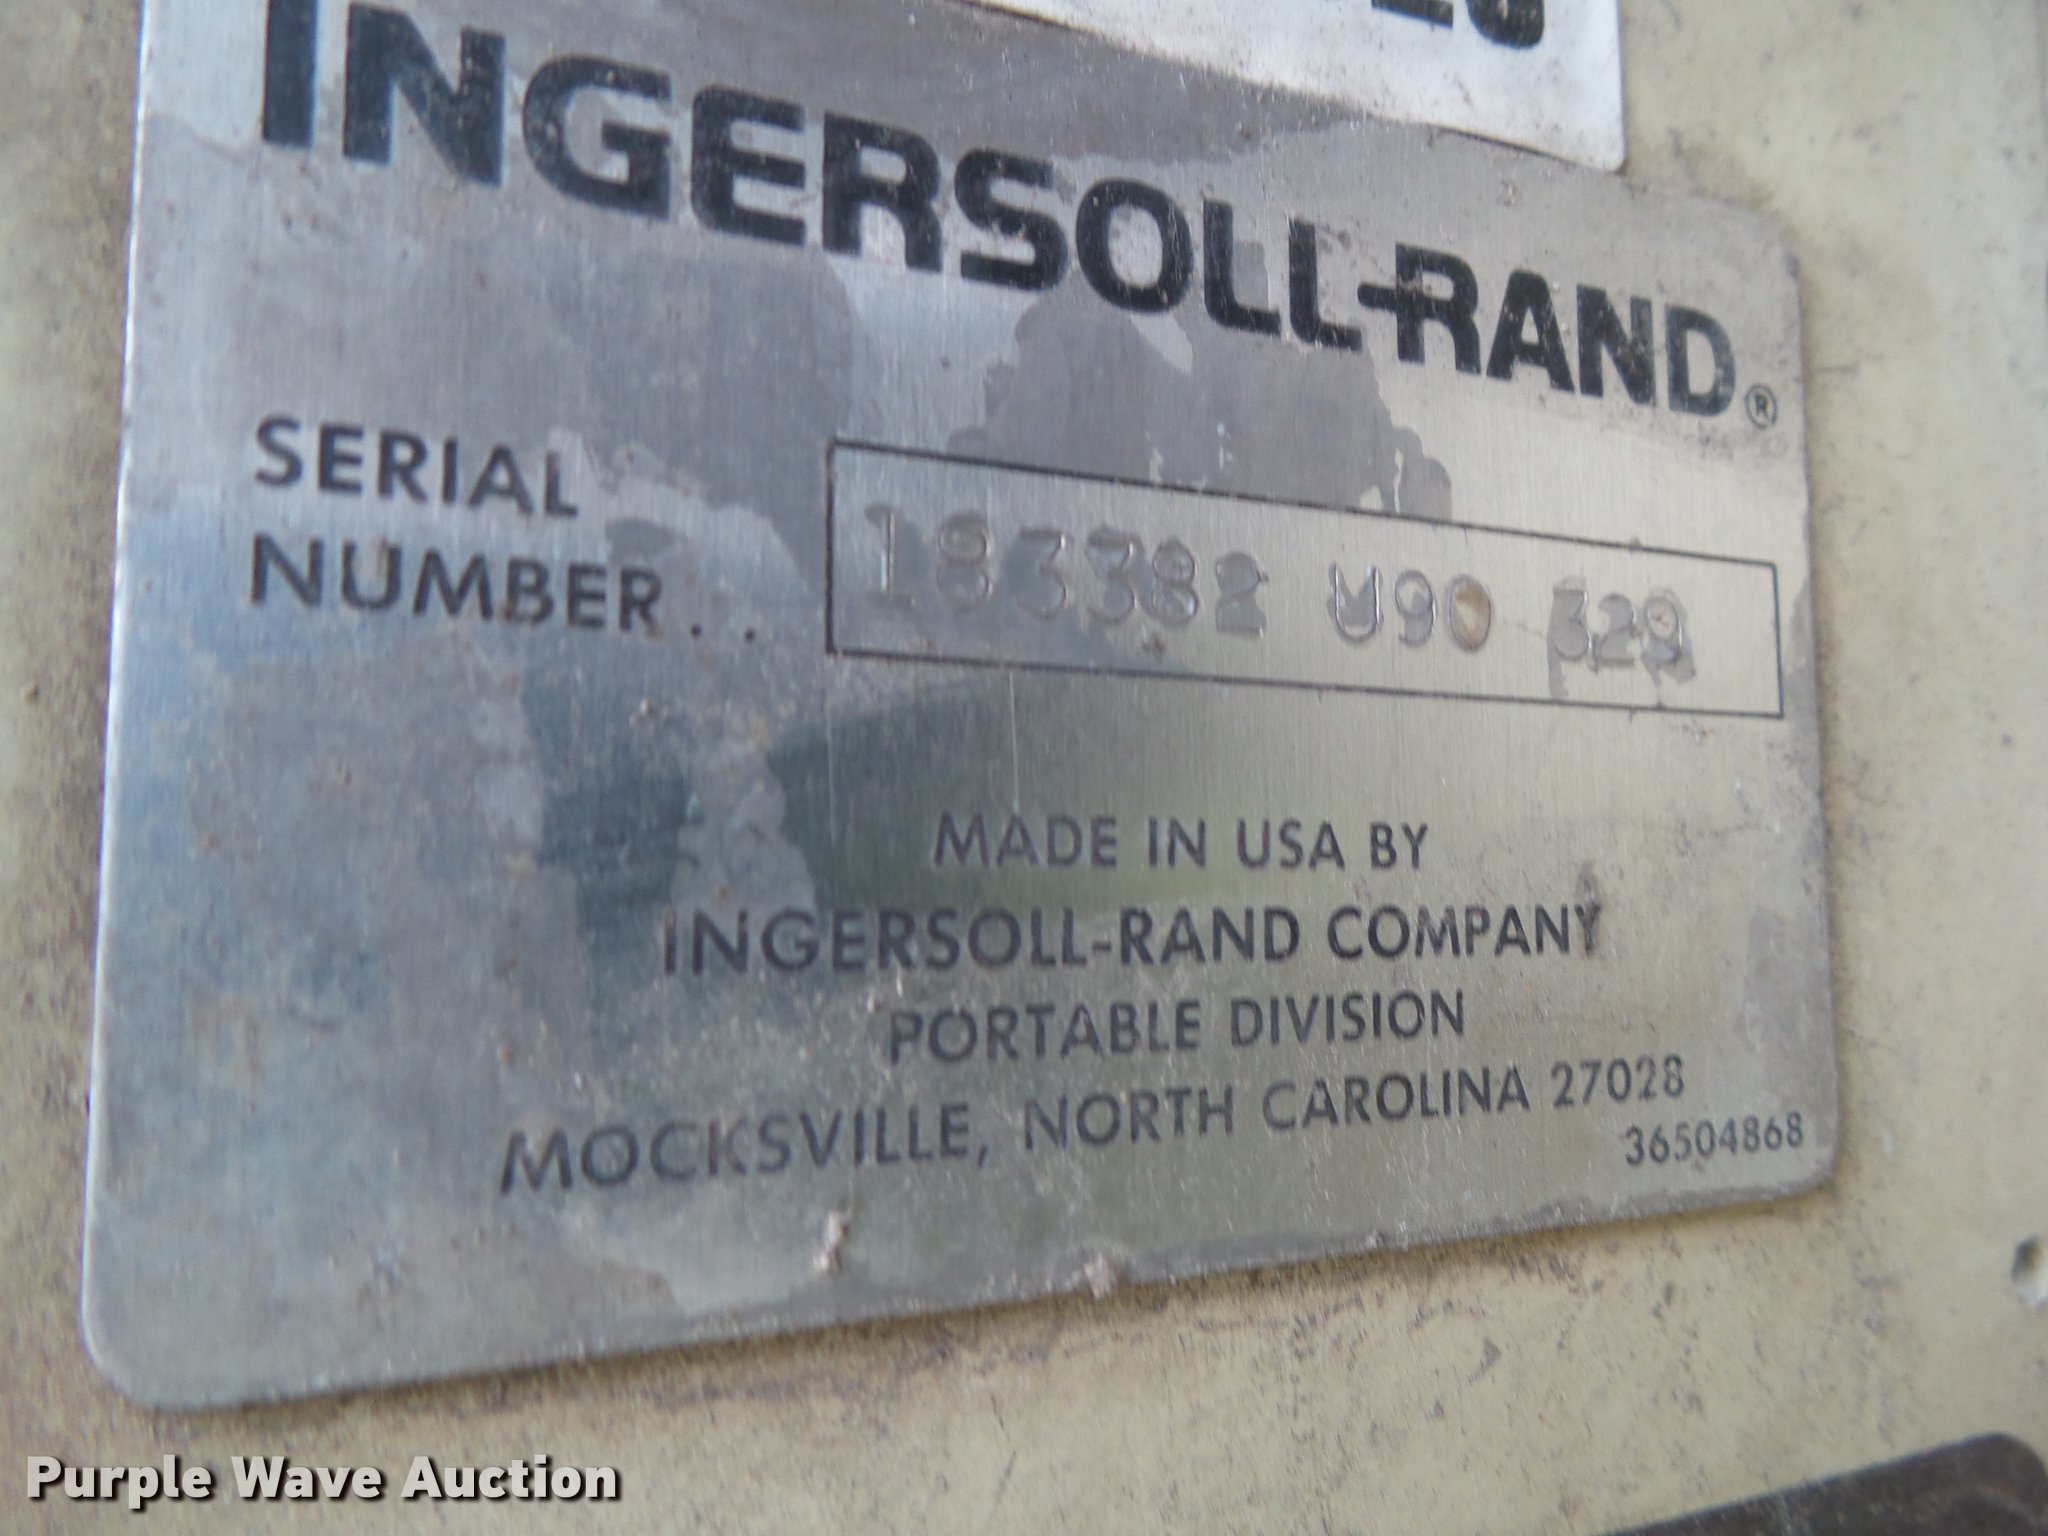 INGERSOLL-RAND®
SERIAL
NUMBER . . 183382 U90 329
MADE IN USA BY
INGERSOLL-RAND COMPANY
PORTABLE DIVISION
MOCKSVILLE, NORTH CAROLINA 27028
36504868
Purple Wave Auction